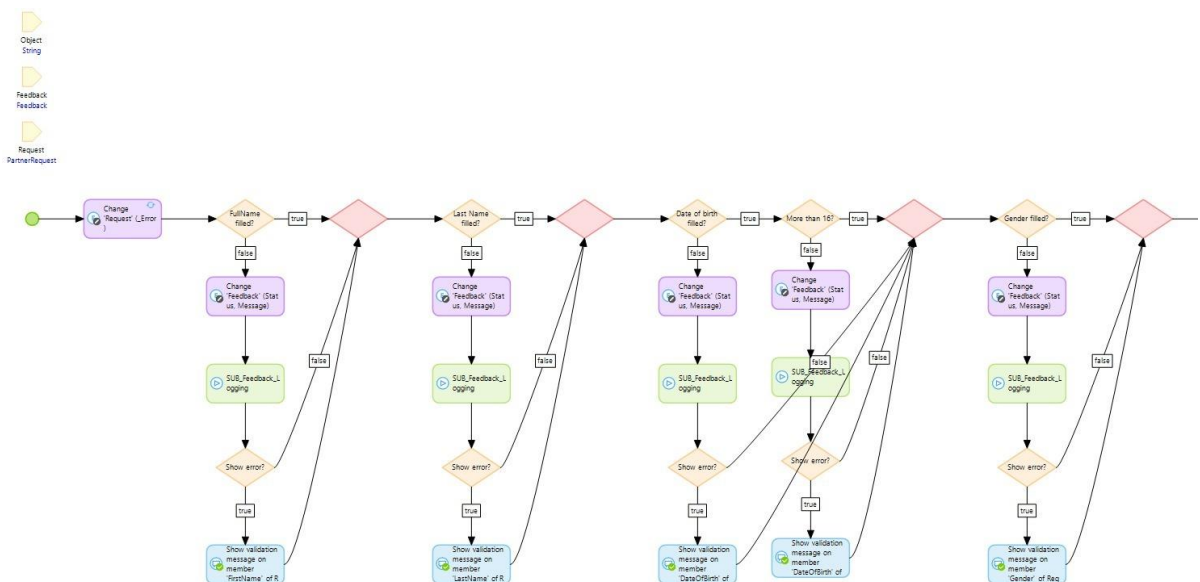 Object
String
Feedback
Feedback
Request
PartnerRequest
Change
'Request' (_Error
)
FullName
filled?
true
Last Name
filled?
true
Date of birth
filled?
true
More than 16?
true
Gender filled?
true
false
false
false
false
false
Change
'Feedback' (Stat
us, Message)
Change
'Feedback' (Stat
us, Message)
Change
'Feedback' (Stat
us, Message)
Change
'Feedback' (Stat
us, Message)
Change
'Feedback' (Stat
us, Message)
false
false
false
false
false
SUB_Feedback_L
ogging
SUB_Feedback_L
ogging
SUB_Feedback_L
ogging
SUB_Feedback_L
ogging
SUB_Feedback_L
ogging
Show error?
Show error?
Show error?
Show error?
Show error?
true
true
true
true
true
Show validation
message on
member
'FirstName' of R
Show validation
message on
member
'LastName' of R
Show validation
message on
member
'DateOfBirth' of
Show validation
message on
member
'DateOfBirth' of
Show validation
message on
member
'Gender' of Req